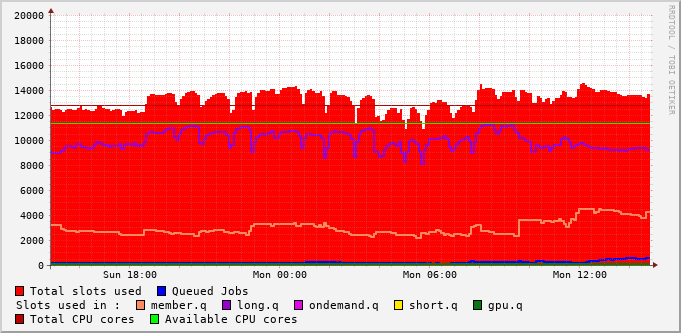 RRDTOOL / TOBI OETIKER
20000
18000
16000
14000
12000
10000
8000
6000
4000
2000
0
Sun 18:00 Mon 00:00 Mon 06:00 Mon 12:00
Total slots used Queued Jobs
Slots used in : member.q long.q ondemand.q short.q gpu.q
Total CPU cores Available CPU cores